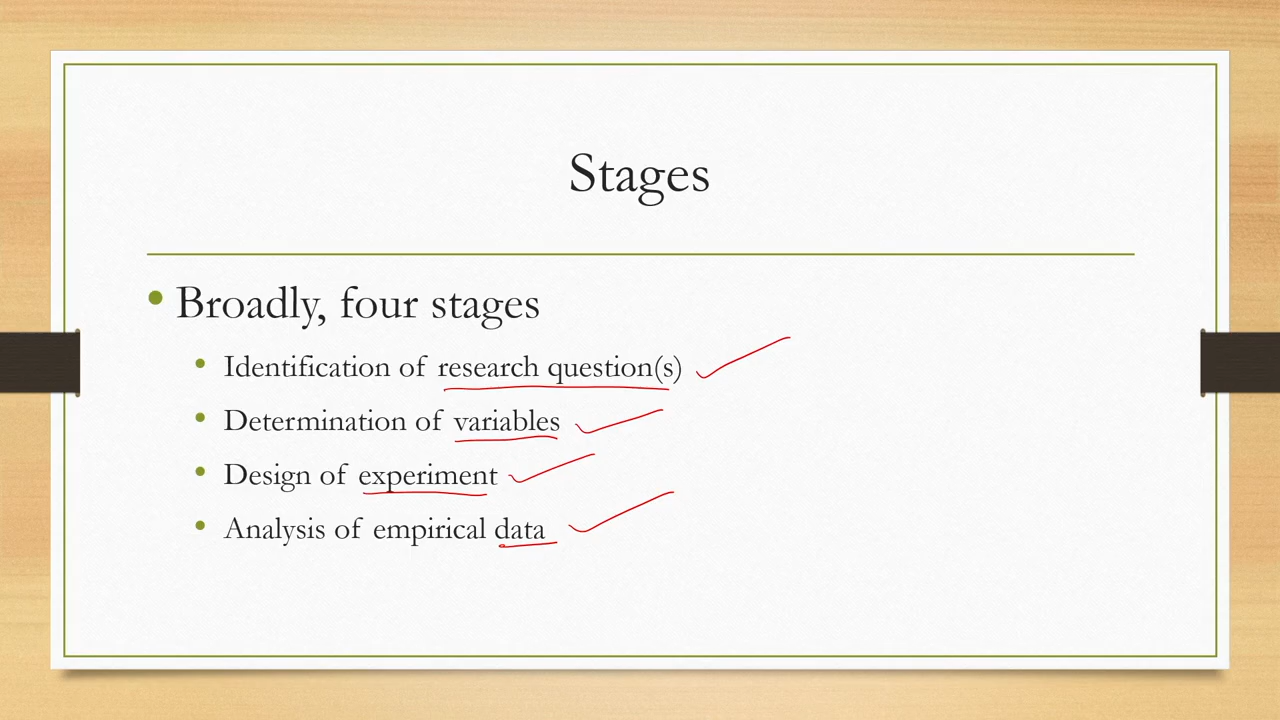 Stages
Broadly, four stages
Identification of research question(s)
Determination of variables
Design of experiment
Analysis of empirical data